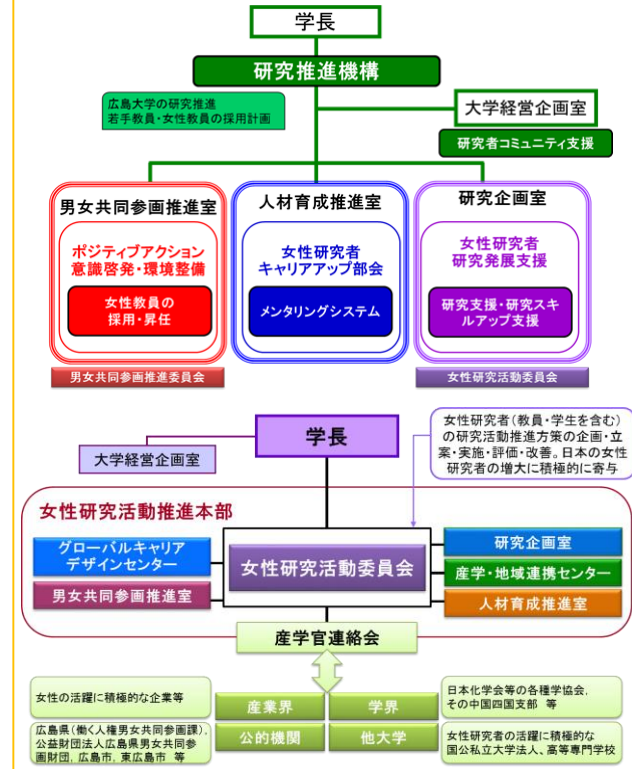 学長
研究推進機構
広島大学の研究推進
若手教員・女性教員の採用計画
大学経営企画室
研究者コミュニティ支援
男女共同参画推進室
ポジティブアクション
意識啓発・環境整備
女性教員の
採用・昇任
男女共同参画推進委員会
人材育成推進室
女性研究者
キャリアアップ部会
メンタリングシステム
研究企画室
女性研究者
研究発展支援
研究支援・研究スキ
ルアップ支援
女性研究活動委員会
学長
大学経営企画室
女性研究者(教員・学生を含む)
の研究活動推進方策の企画・立
案・実施・評価・改善。日本の女性
研究者の増大に積極的に寄与
女性研究活動推進本部
グローバルキャリア
デザインセンター
男女共同参画推進室
女性研究活動委員会
研究企画室
産学・地域連携センター
人材育成推進室
産学官連絡会
女性の活躍に積極的な企業等
産業界
学界
日本化学会等の各種学協会,
その中国四国支部 等
広島県(働く人権男女共同参画課),
公益財団法人広島県男女共同参
画財団, 広島市, 東広島市 等
公的機関
他大学
女性研究者の活躍に積極的な
国公私立大学法人、高等専門学校